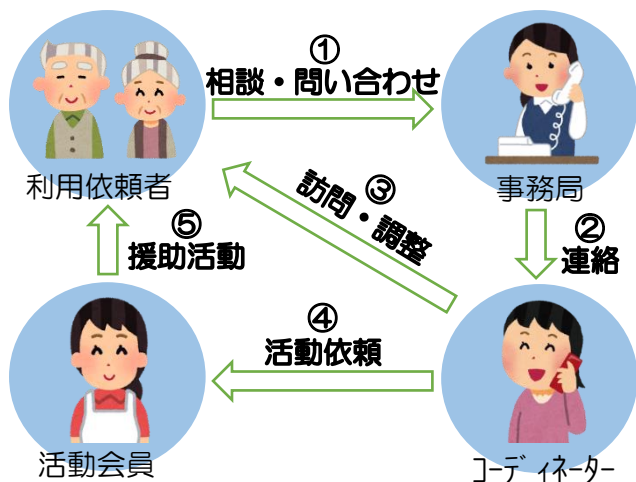 ①
相談・問い合わせ
利用依頼者
事務局
③
訪問・調整
⑤
援助活動
②
連絡
④
活動依頼
活動会員
ｺｰﾃﾞｨﾈｰﾀｰ